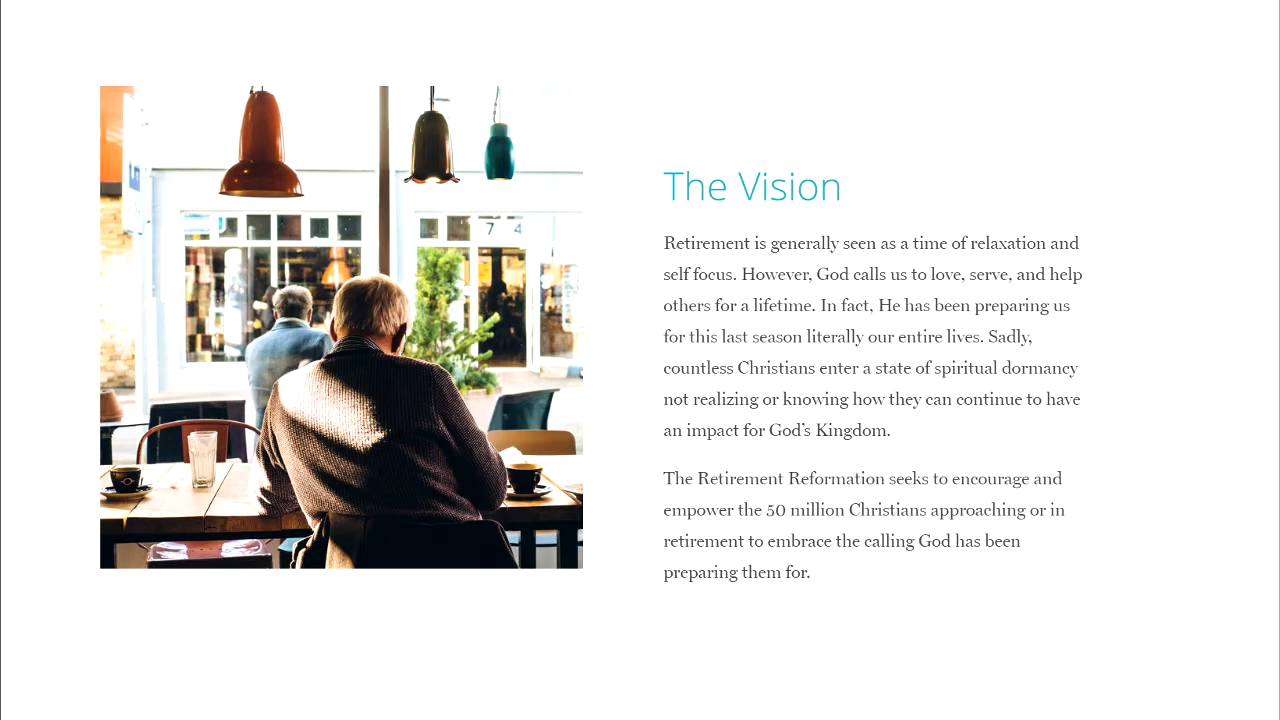 7 4
The Vision
Retirement is generally seen as a time of relaxation and
self focus. However, God calls us to love, serve, and help
others for a lifetime. In fact, He has been preparing us
for this last season literally our entire lives. Sadly,
countless Christians enter a state of spiritual dormancy
not realizing or knowing how they can continue to have
an impact for God's Kingdom.
The Retirement Reformation seeks to encourage and
empower the 50 million Christians approaching or in
retirement to embrace the calling God has been
preparing them for.